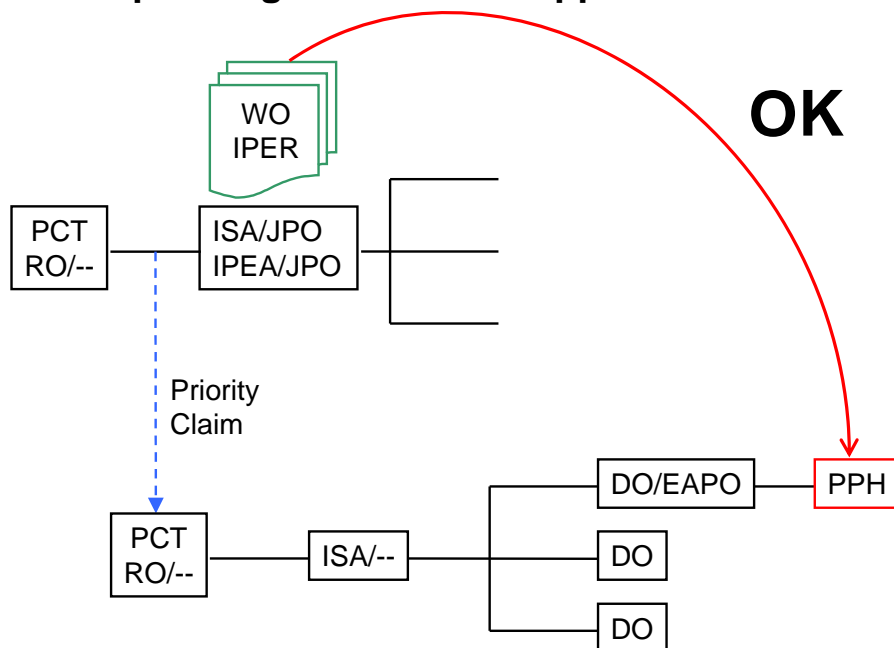 OK
WO
IPER
PCT
RO/--
ISA/JPO
IPEA/JPO
Priority
Claim
DO/EAPO
PPH
PCT
RO/--
ISA/--
DO
DO